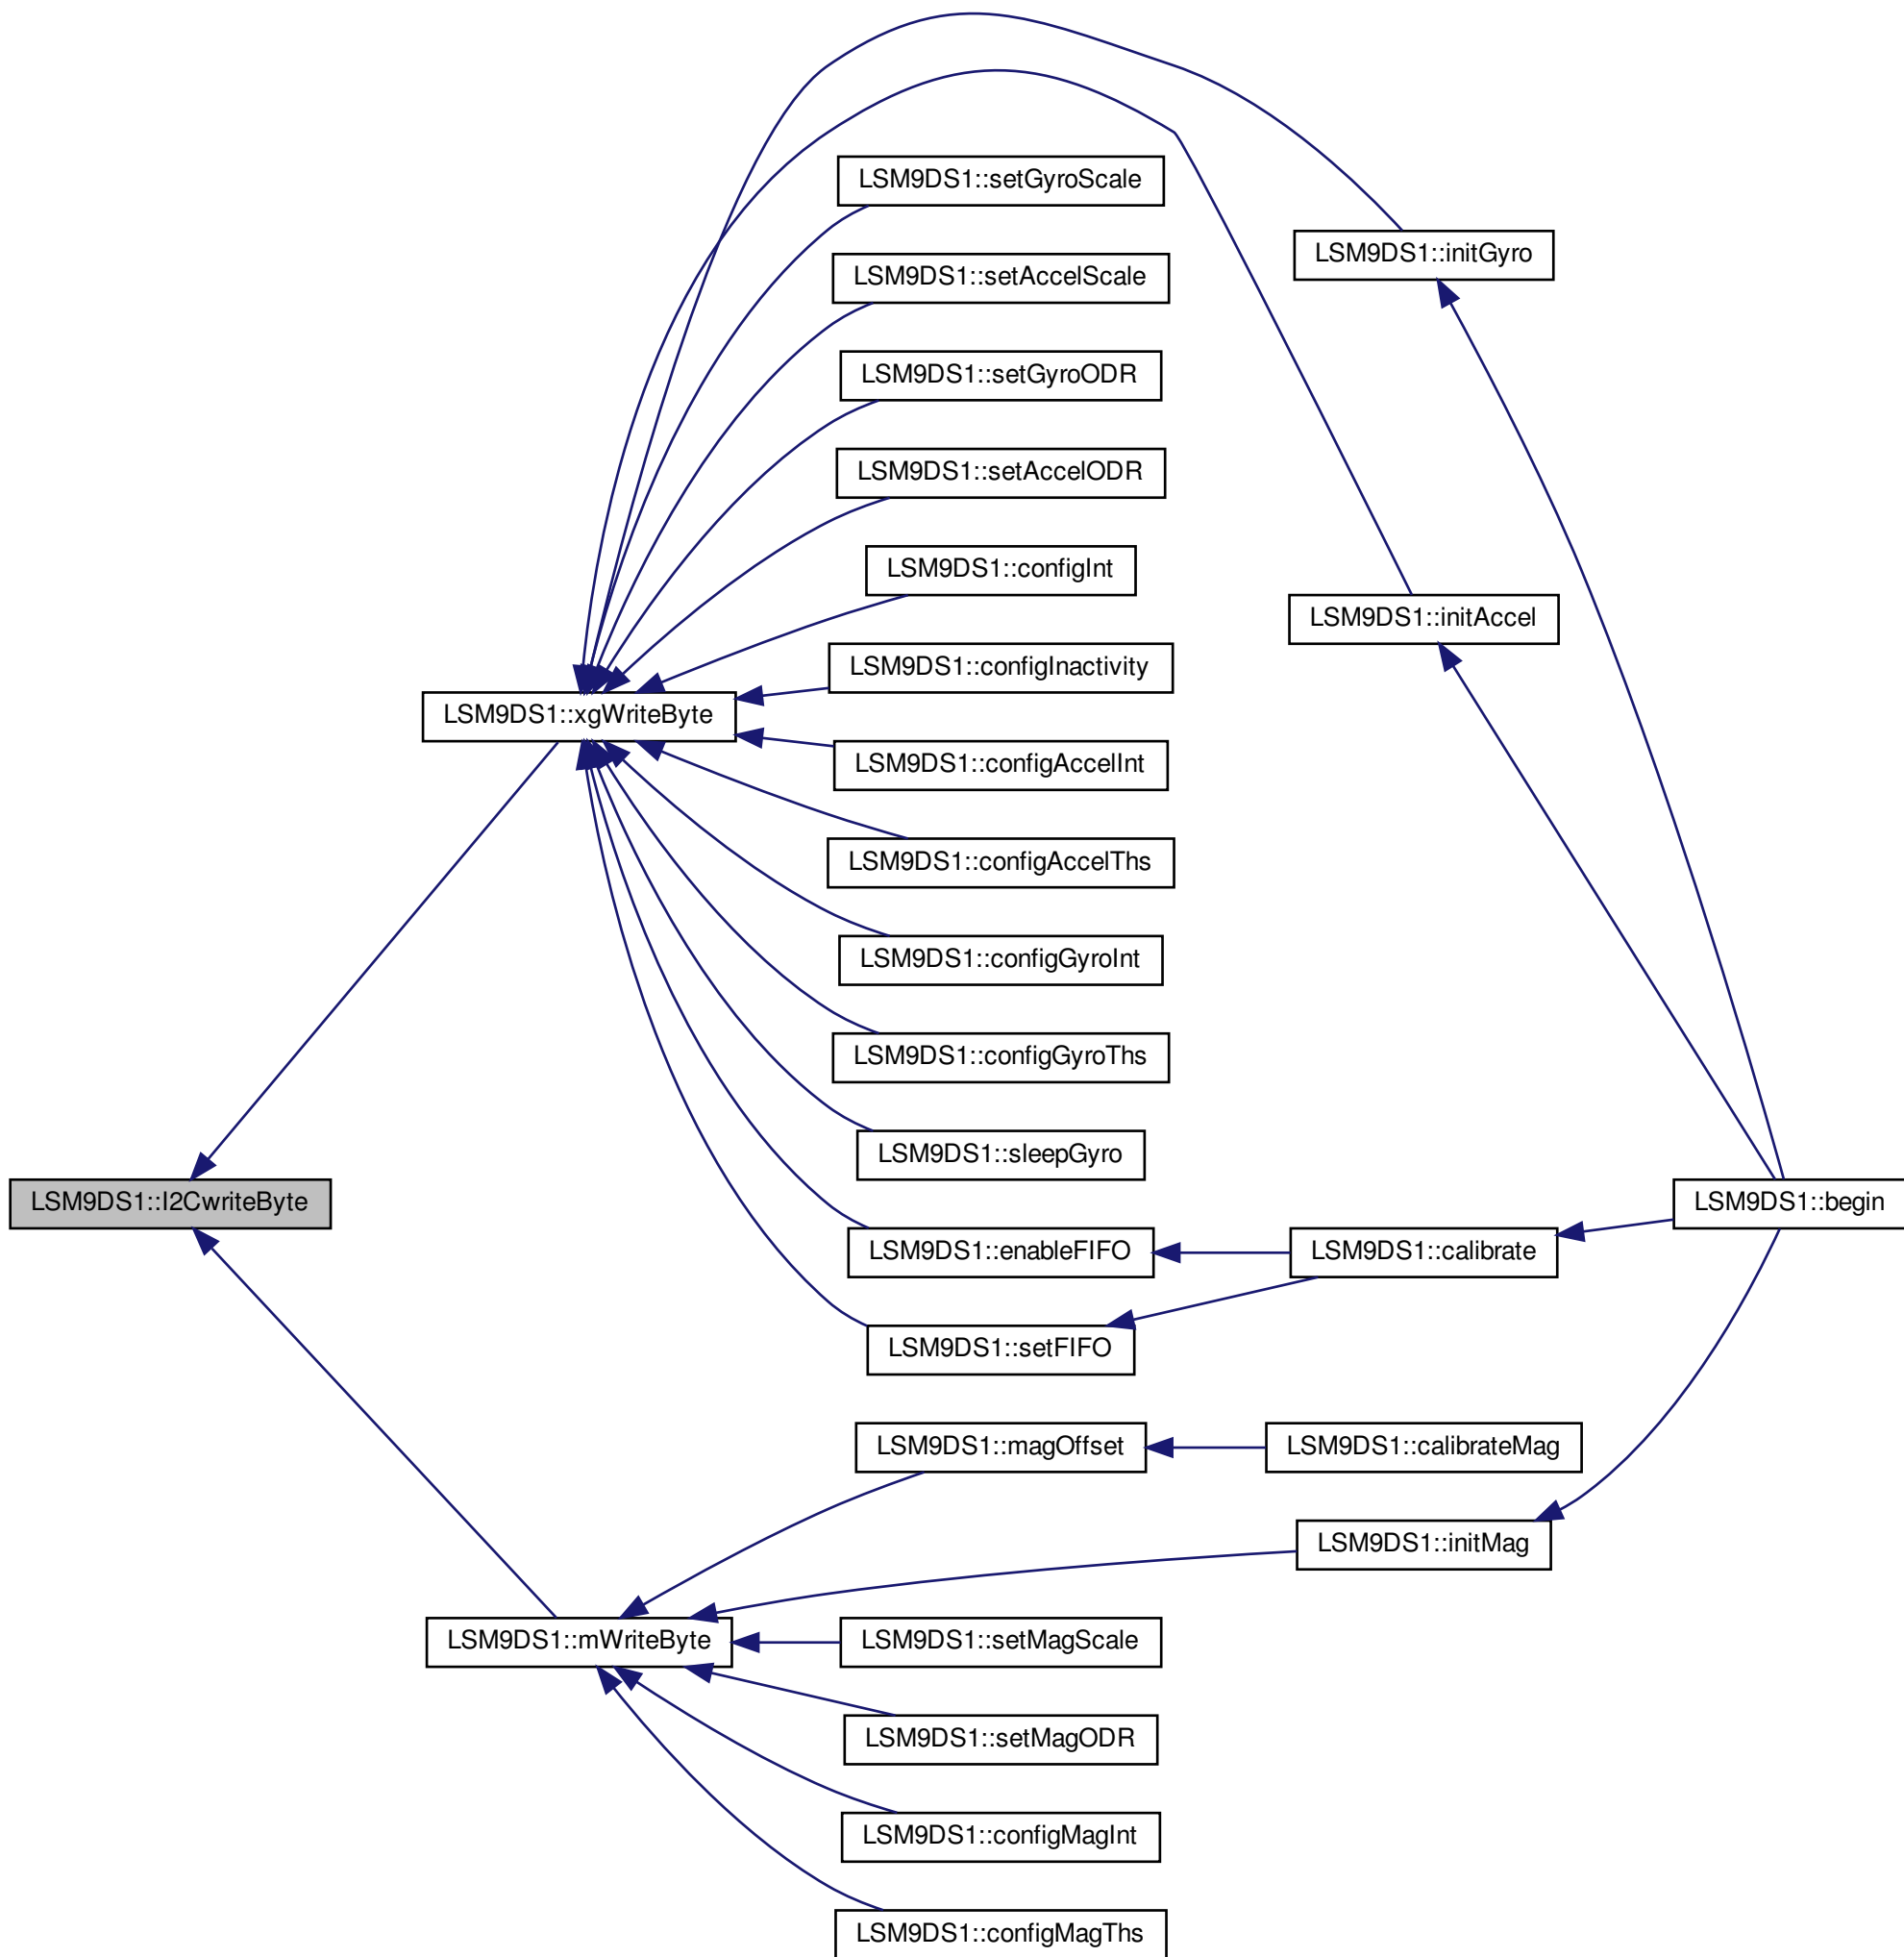 LSM9DS1::setGyroScale
LSM9DS1::initGyro
LSM9DS1::setAccelScale
LSM9DS1::setGyroODR
LSM9DS1::setAccelODR
LSM9DS1::configInt
LSM9DS1::initAccel
LSM9DS1::configInactivity
LSM9DS1::xgWriteByte
LSM9DS1::configAccelInt
LSM9DS1::configAccelThs
LSM9DS1::configGyroInt
LSM9DS1::configGyroThs
LSM9DS1::sleepGyro
LSM9DS1::I2CwriteByte
LSM9DS1::begin
LSM9DS1::enableFIFO
LSM9DS1::calibrate
LSM9DS1::setFIFO
LSM9DS1::magOffset
LSM9DS1::calibrateMag
LSM9DS1::initMag
LSM9DS1::mWriteByte
LSM9DS1::setMagScale
LSM9DS1::setMagODR
LSM9DS1::configMagInt
LSM9DS1::configMagThs